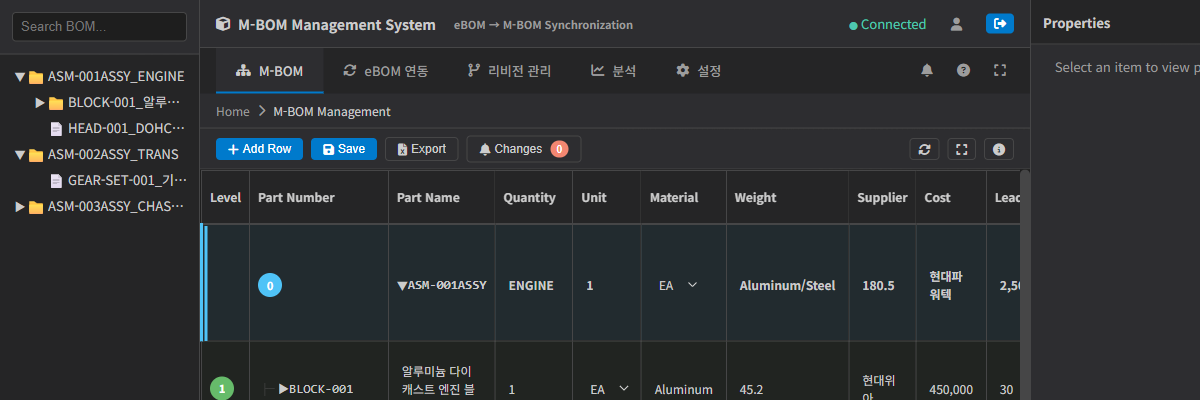 Search BOM...
ASM-001ASSY_ENGINE
BLOCK-001_알루…
HEAD-001_DOHC…
ASM-002ASSY_TRANS
GEAR-SET-001_기…
ASM-003ASSY_CHAS…
M-BOM Management System eBOM → M-BOM Synchronization
Connected
M-BOM eBOM 연동 리비전 관리 분석 설정
Home > M-BOM Management
+ Add Row Save Export Changes 0
Level Part Number Part Name Quantity Unit Material Weight Supplier Cost Lead
0 ▼ASM-001ASSY ENGINE 1 EA Aluminum/Steel 180.5 현대파
워텍
1 ├─ ▶BLOCK-001 알루미늄 다이
캐스트 엔진 블
1 EA Aluminum 45.2 현대위
아
450,000 30
Properties
Select an item to view p